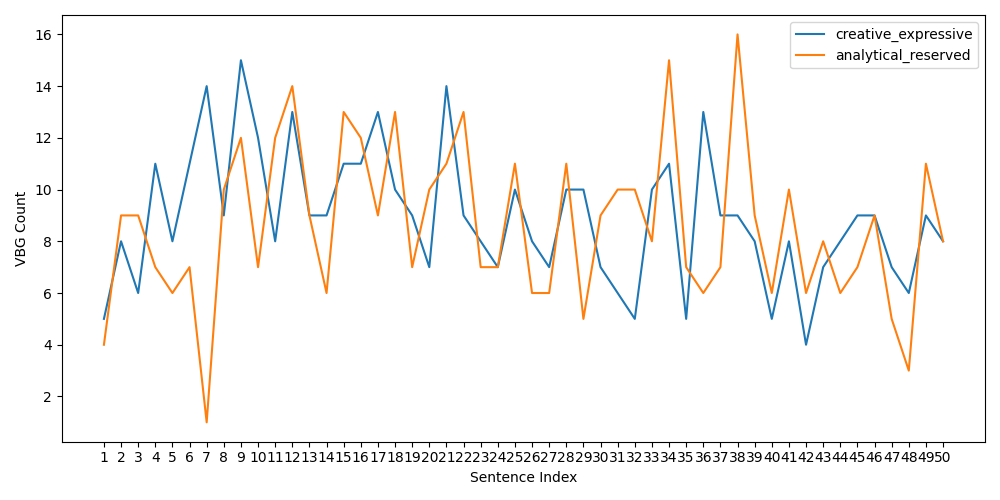 creative_expressive
analytical_reserved
VBG Count
16
14
12
10
8
6
4
2
1 2 3 4 5 6 7 8 9 10 11 12 13 14 15 16 17 18 19 20 21 22 23 24 25 26 27 28 29 30 31 32 33 34 35 36 37 38 39 40 41 42 43 44 45 46 47 48 49 50
Sentence Index